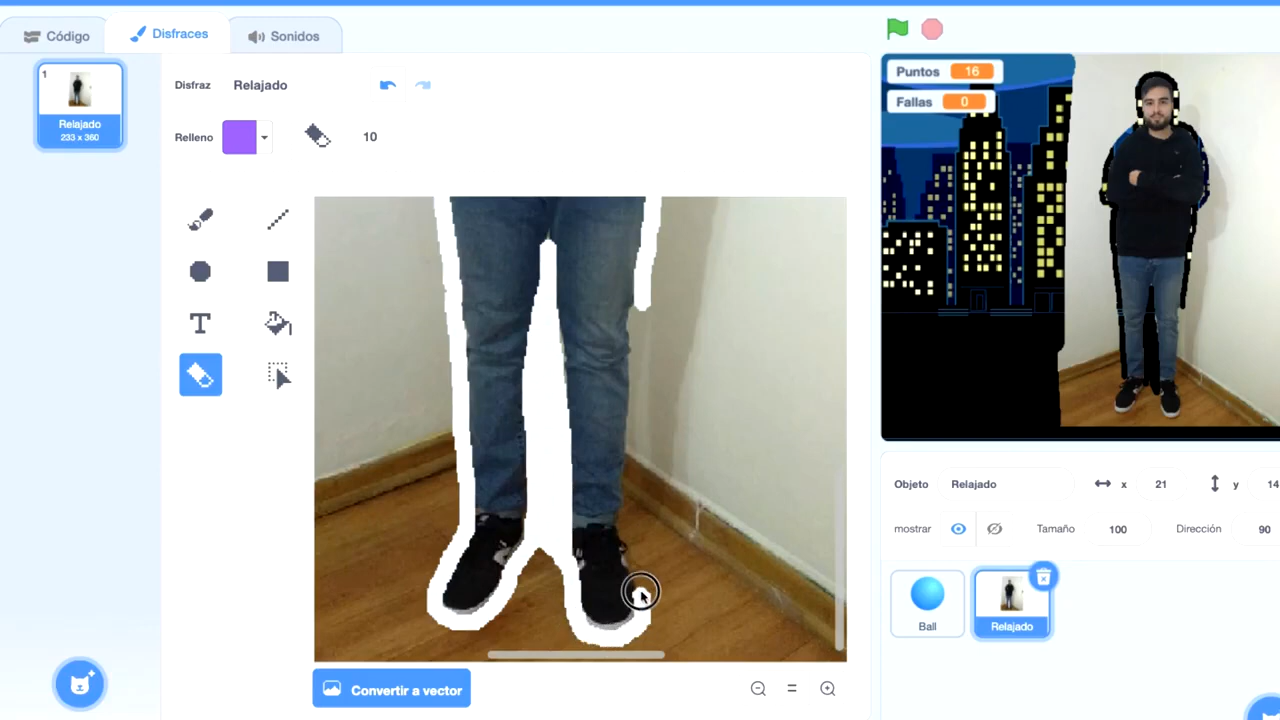 Código
Disfraces
Sonidos
1
Relajado
233 x 360
Disfraz
Relajado
Relleno
10
T
Convertir a vector
Puntos 16
Fallas 0
Objeto
Relajado
x 21
y 14
mostrar
Tamaño 100
Dirección 90
Ball
Relajado